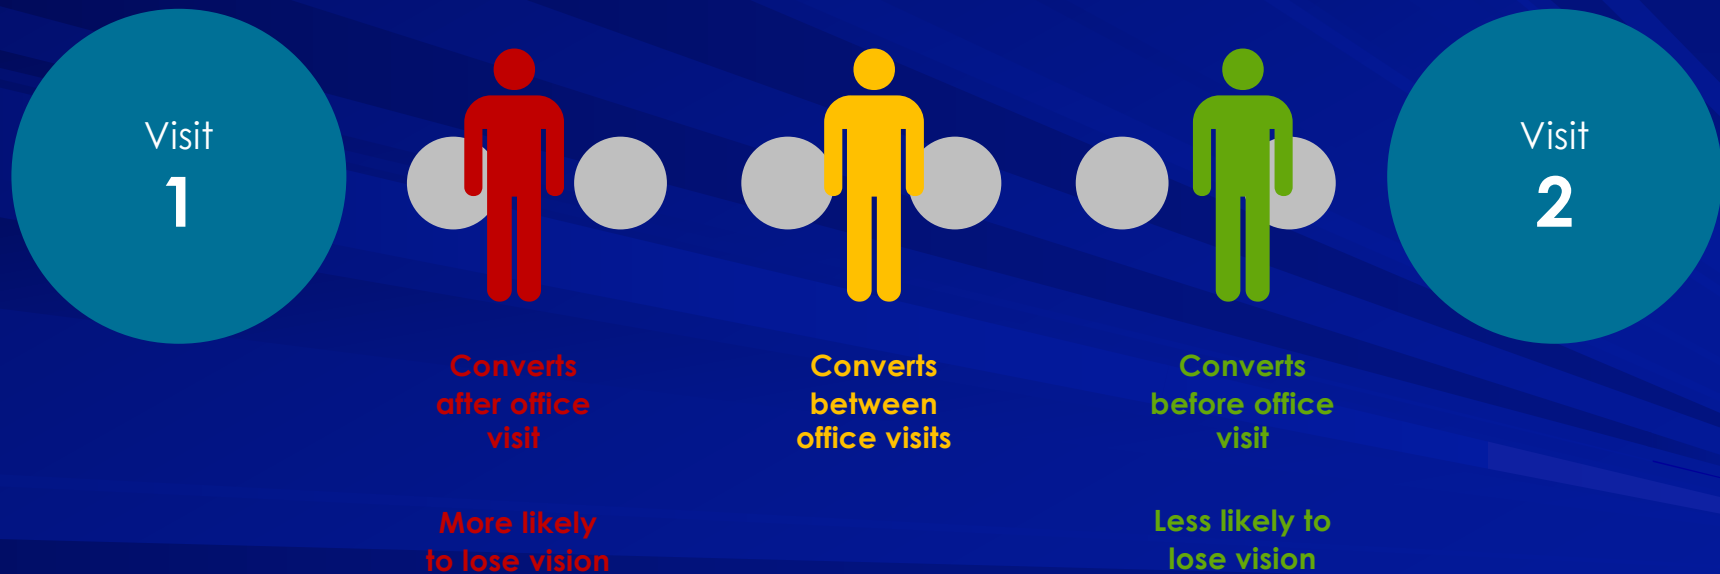 Visit
1
Converts
after office
visit
More likely
to lose vision
Converts
between
office visits
Converts
before office
visit
Less likely to
lose vision
Visit
2